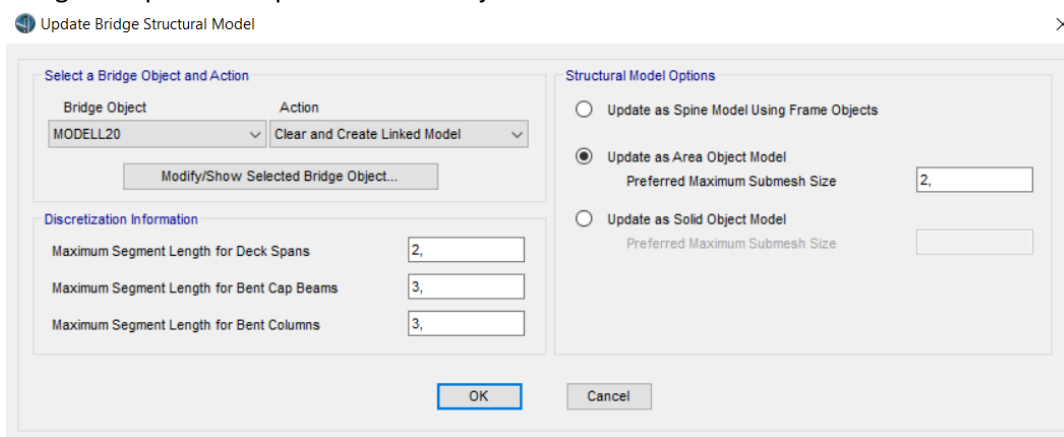 Update Bridge Structural Model
Select a Bridge Object and Action
Bridge Object Action
MODELL20 Clear and Create Linked Model
Modify/Show Selected Bridge Object...
Discretization Information
Maximum Segment Length for Deck Spans 2,
Maximum Segment Length for Bent Cap Beams 3,
Maximum Segment Length for Bent Columns 3,
Structural Model Options
Update as Spine Model Using Frame Objects
Update as Area Object Model
Preferred Maximum Submesh Size 2,
Update as Solid Object Model
Preferred Maximum Submesh Size
OK Cancel